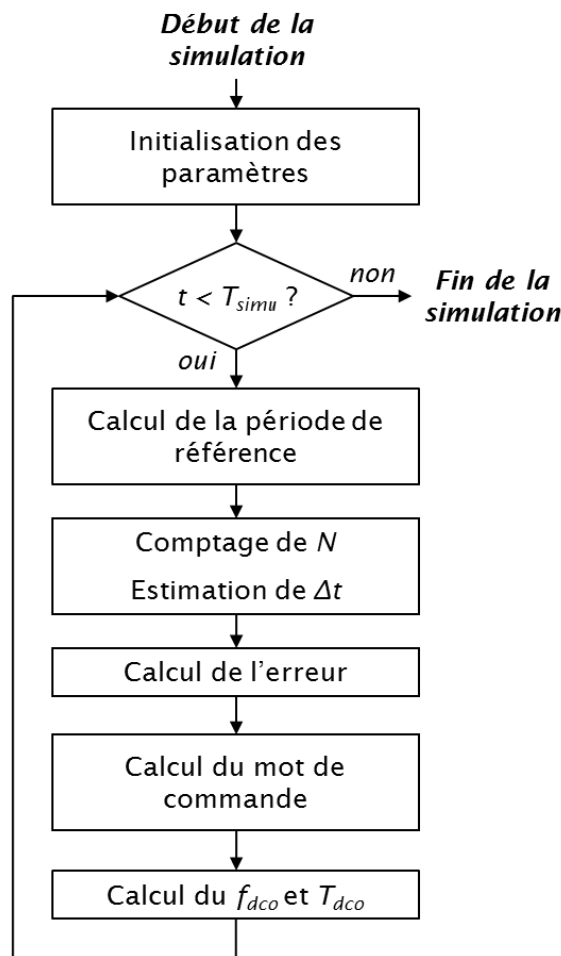 Début de la
simulation
Initialisation des
paramètres
t < Tsimu ?
non
Fin de la
simulation
oui
Calcul de la période de
référence
Comptage de N
Estimation de Δt
Calcul de l'erreur
Calcul du mot de
commande
Calcul du fdco et Tdco